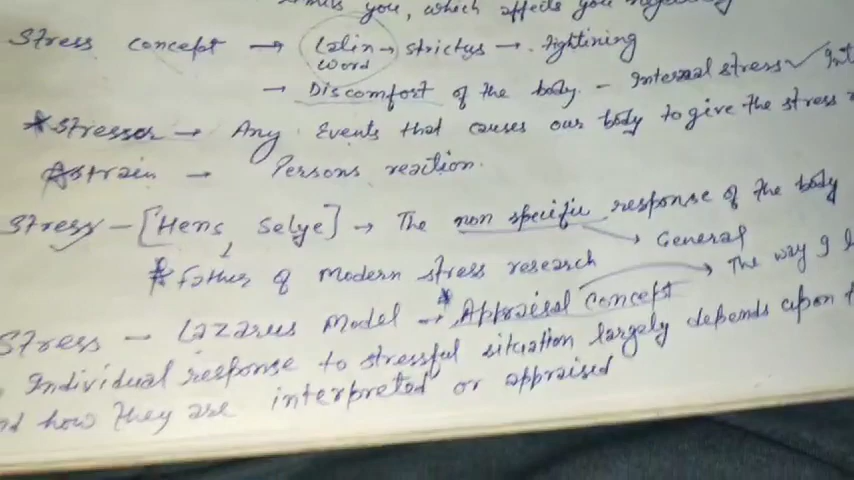 you, which affects you
Stress concept → Latin word → strictus → tightining
→ Discomfort of the body - Internal stress ✓ Int
*Stressor → Any Events that causes our body to give the stress
*Strain → Persons reaction.
Stress - [Hens Selye] → The non specific response of the body
→ General
* Father of modern stress research
Stress - Lazarus Model → *Appraisal concept → The way I
Individual response to stressful situation largely depends upon
how they are interpreted or appraised